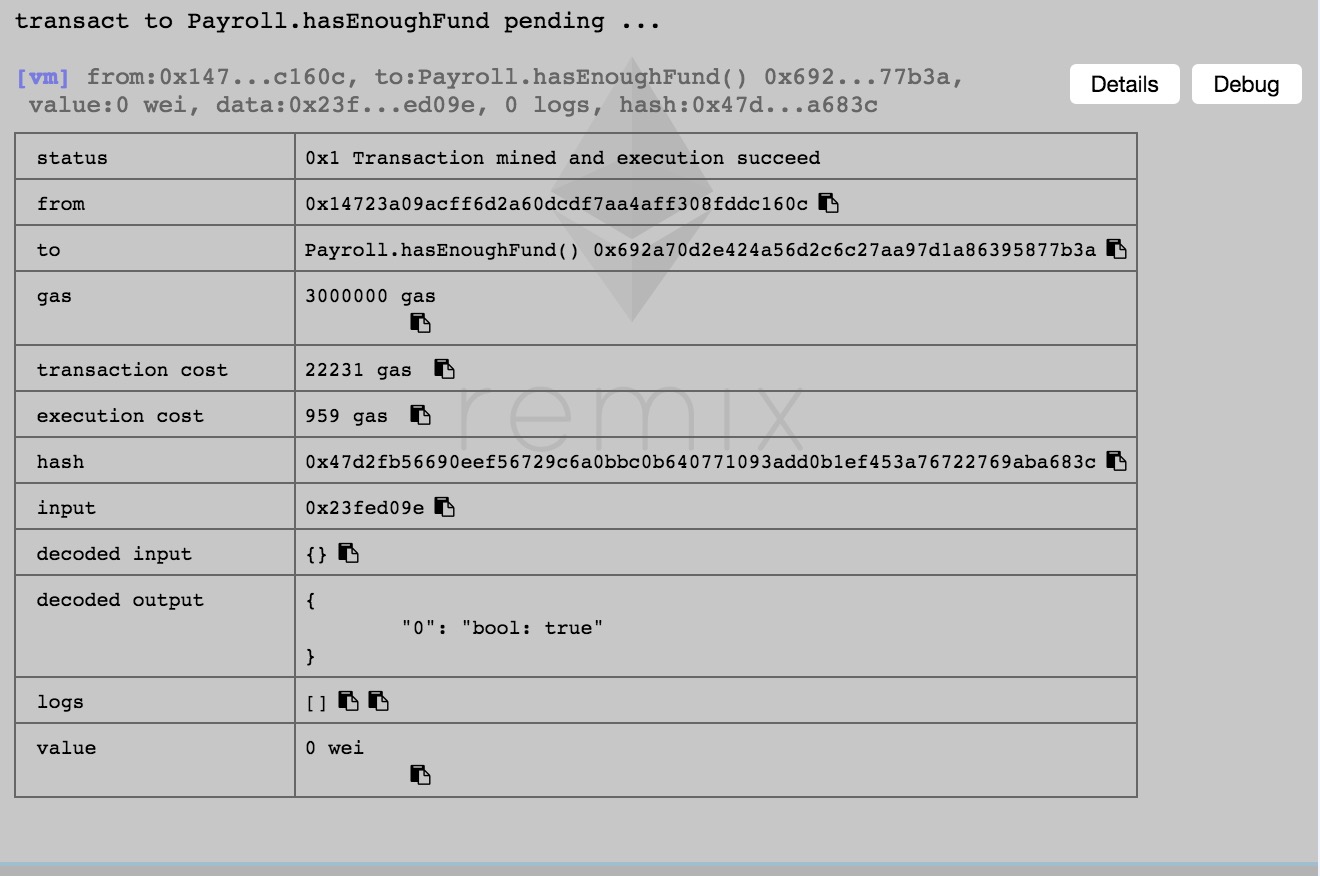 transact to Payroll.hasEnoughFund pending ...
[vm] from:0x147...c160c, to:Payroll.hasEnoughFund() 0x692...77b3a,
value:0 wei, data:0x23f...ed09e, 0 logs, hash:0x47d...a683c
Details
Debug
status 0x1 Transaction mined and execution succeed
from 0x14723a09acff6d2a60dcdf7aa4aff308fddc160c
to Payroll.hasEnoughFund() 0x692a70d2e424a56d2c6c27aa97d1a86395877b3a
gas 3000000 gas
transaction cost 22231 gas
execution cost 959 gas
remix
hash 0x47d2fb56690eef56729c6a0bbc0b640771093add0b1ef453a76722769aba683c
input 0x23fed09e
decoded input {}
decoded output {
"0": "bool: true"
}
logs []
value 0 wei